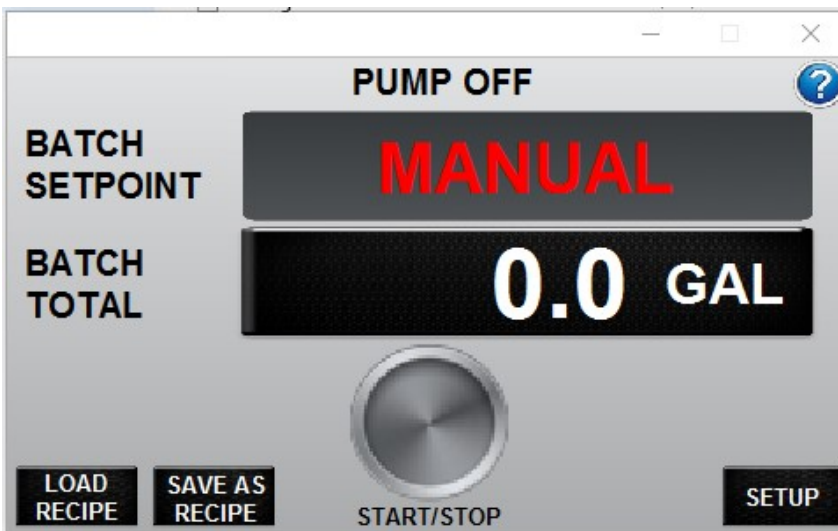 PUMP OFF
?
BATCH
SETPOINT
MANUAL
BATCH
TOTAL
0.0 GAL
LOAD
RECIPE
SAVE AS
RECIPE
START/STOP
SETUP